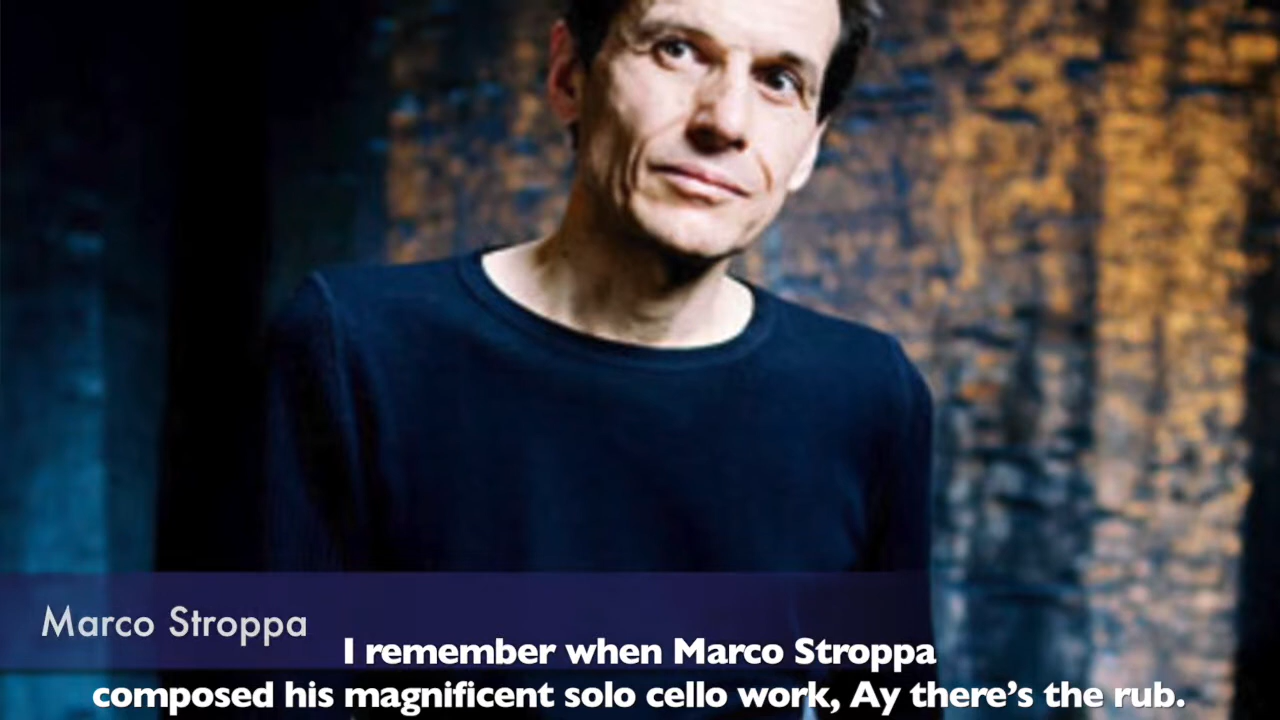 Marco Stroppa
I remember when Marco Stroppa
composed his magnificent solo cello work, Ay there’s the rub.